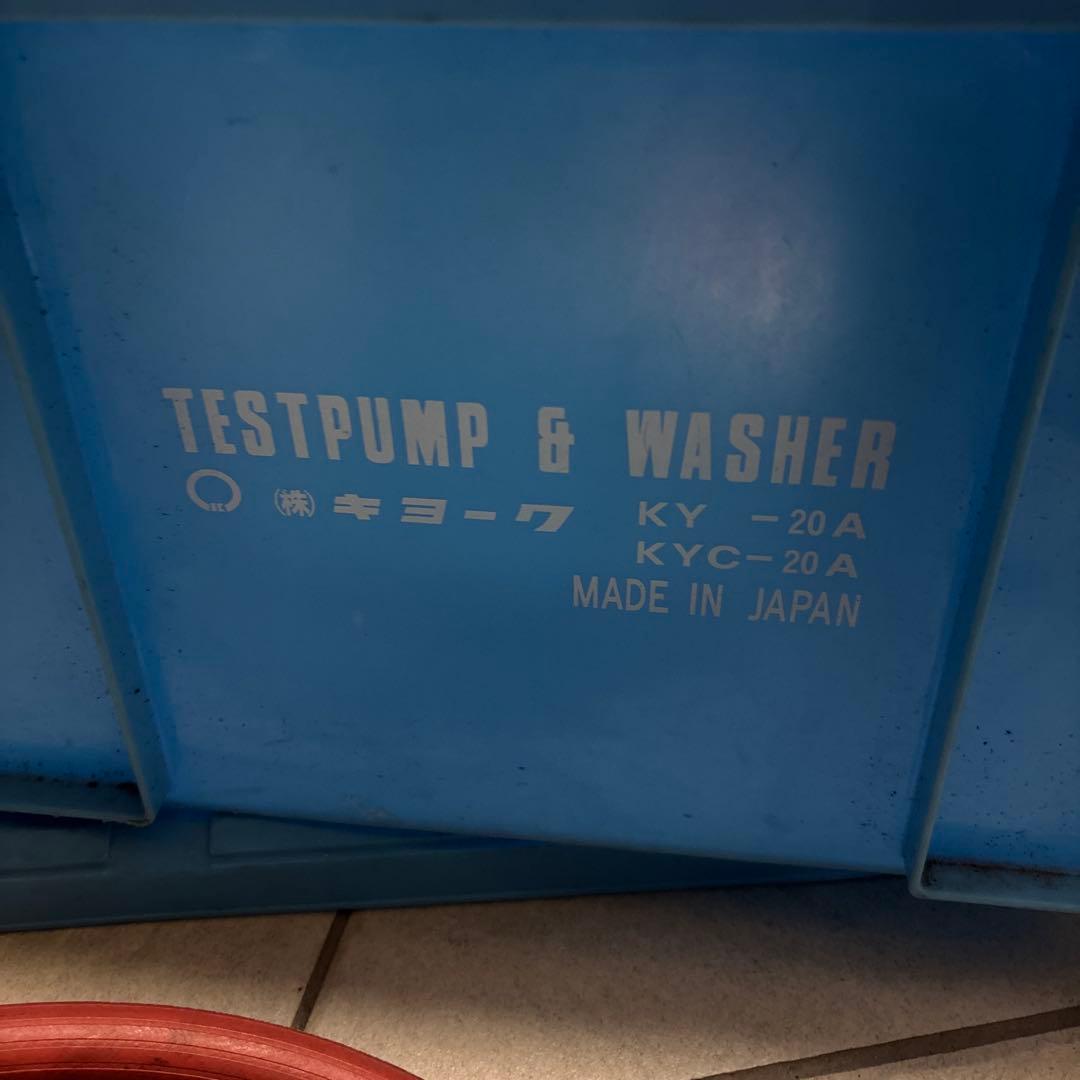 TESTPUMP & WASHER
㈱ キョーワ KY -20A
KYC-20A
MADE IN JAPAN